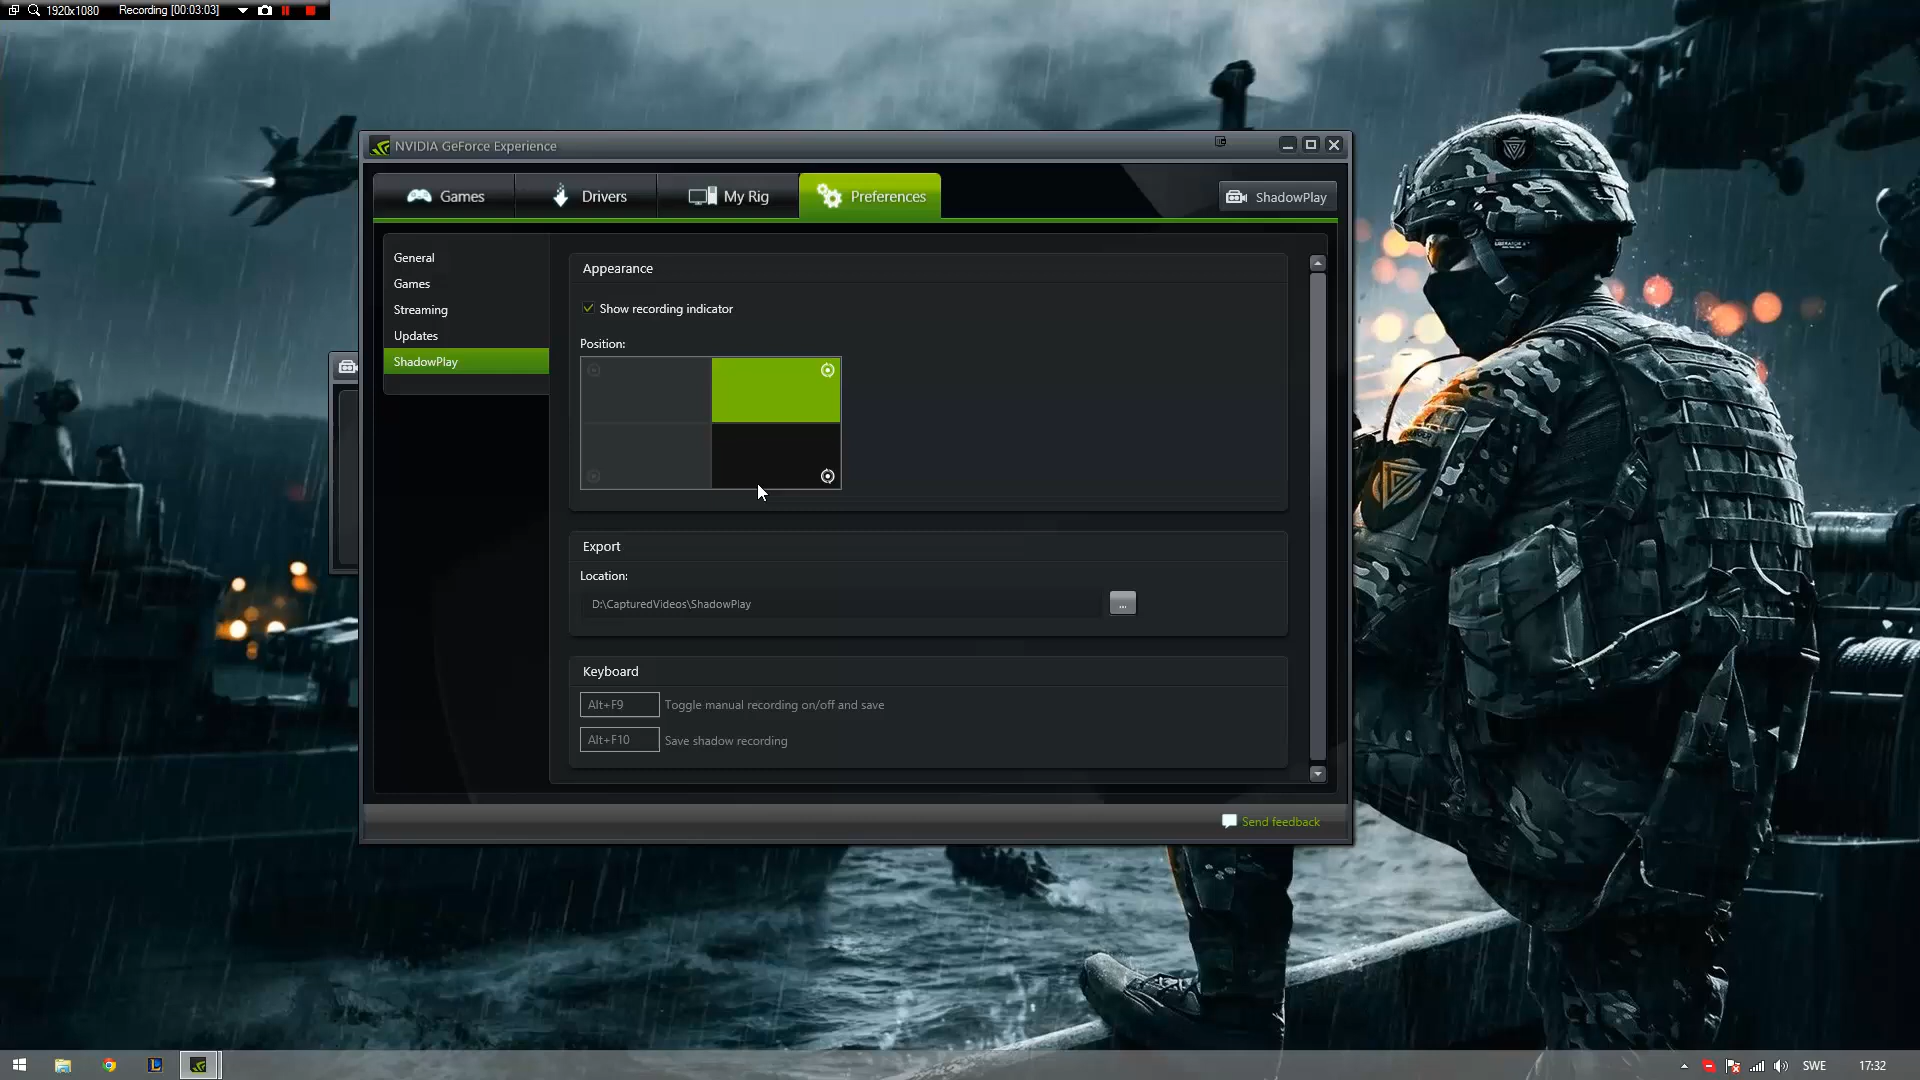 1920x1080 Recording [00:03:03]
NVIDIA GeForce Experience
Games Drivers My Rig Preferences ShadowPlay
General
Games
Streaming
Updates
ShadowPlay
Appearance
Show recording indicator
Position:
Export
Location:
D:\CapturedVideos\ShadowPlay ...
Keyboard
Alt+F9 Toggle manual recording on/off and save
Alt+F10 Save shadow recording
Send feedback
SWE 17:32